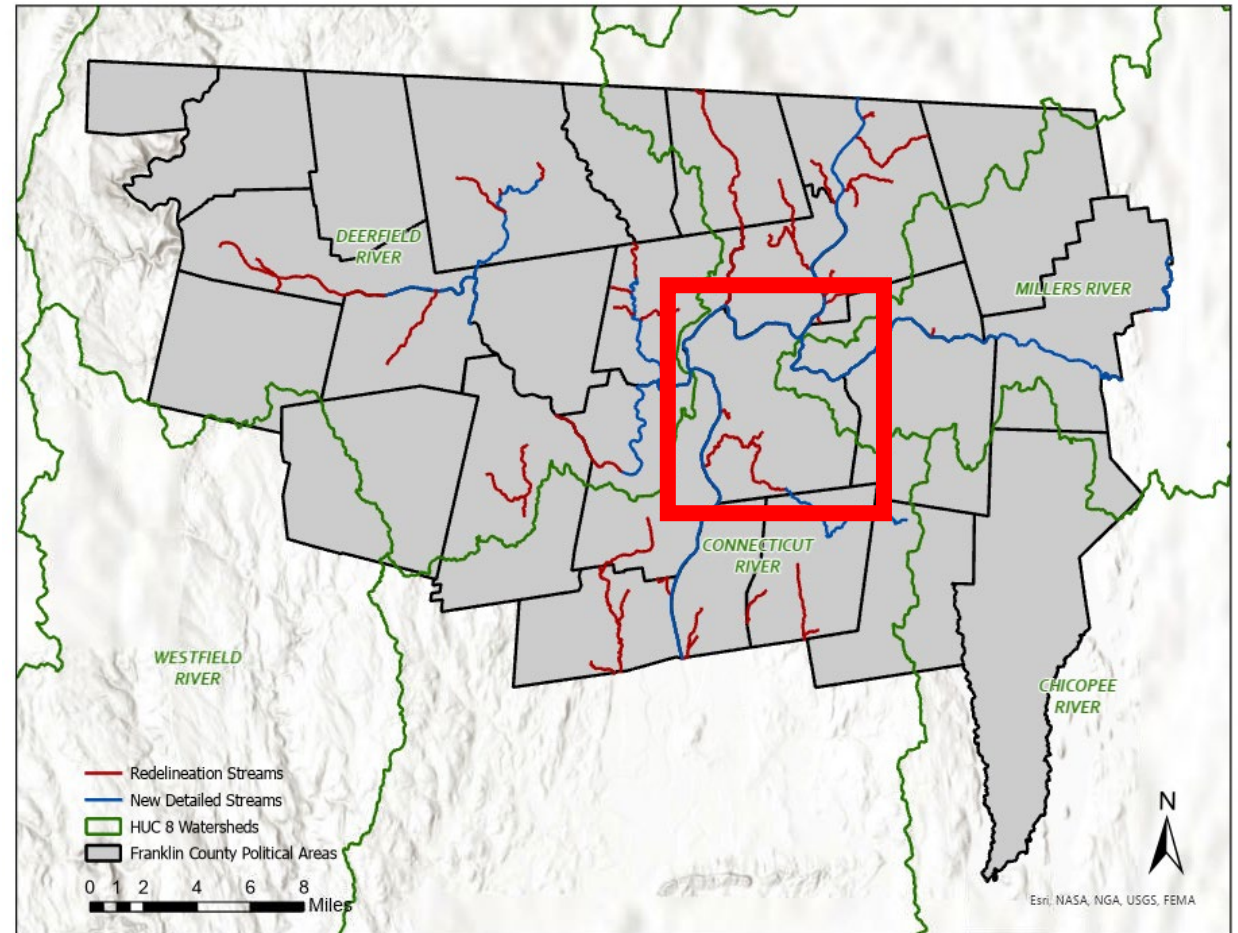 DEERFIELD
RIVER
MILLERS RIVER
CONNECTICUT
RIVER
WESTFIELD
RIVER
CHICOPEE
RIVER
Redelineation Streams
New Detailed Streams
HUC 8 Watersheds
Franklin County Political Areas
0 1 2 4 6 8
Miles
N
Esri, NASA, NGA, USGS, FEMA